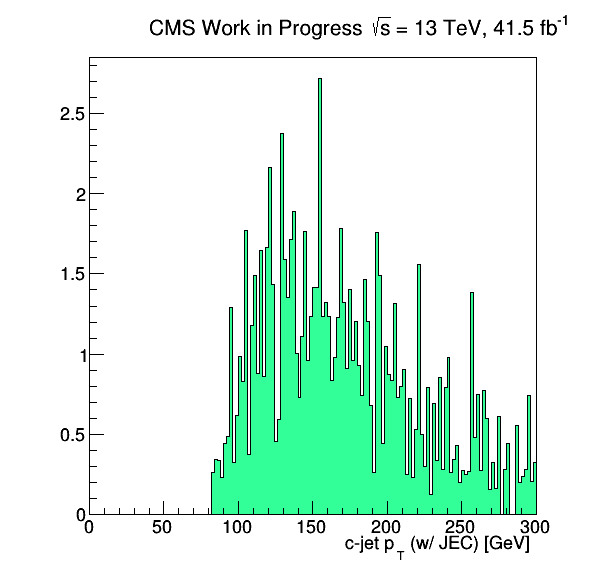 CMS Work in Progress √s = 13 TeV, 41.5 fb⁻¹
2.5
2
1.5
1
0.5
0
0 50 100 150 200 250 300
c-jet p_T (w/ JEC) [GeV]